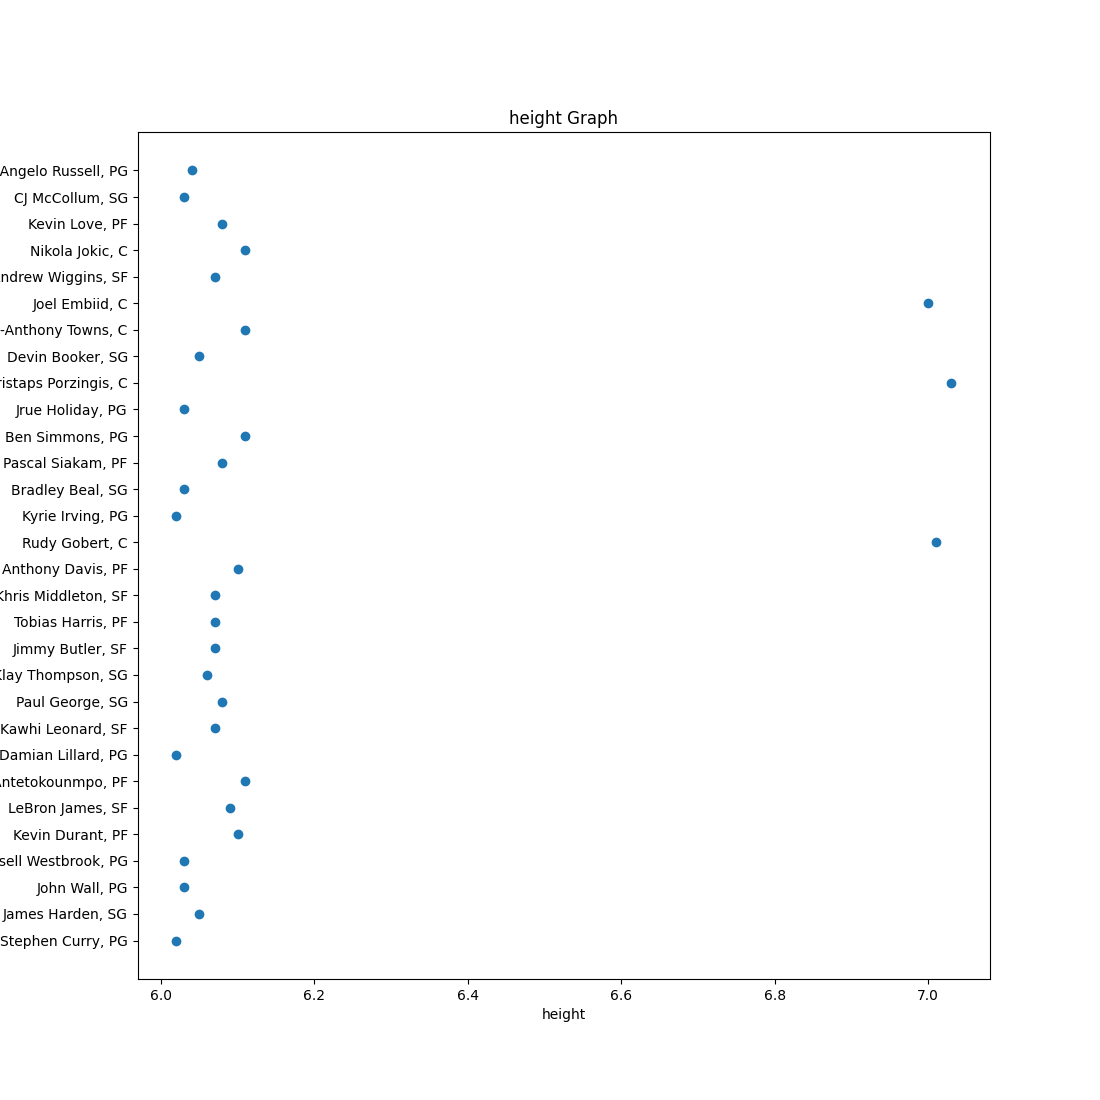 height Graph
Angelo Russell, PG
CJ McCollum, SG
Kevin Love, PF
Nikola Jokic, C
ndrew Wiggins, SF
Joel Embiid, C
-Anthony Towns, C
Devin Booker, SG
ristaps Porzingis, C
Jrue Holiday, PG
Ben Simmons, PG
Pascal Siakam, PF
Bradley Beal, SG
Kyrie Irving, PG
Rudy Gobert, C
Anthony Davis, PF
Khris Middleton, SF
Tobias Harris, PF
Jimmy Butler, SF
Klay Thompson, SG
Paul George, SG
Kawhi Leonard, SF
Damian Lillard, PG
Antetokounmpo, PF
LeBron James, SF
Kevin Durant, PF
sell Westbrook, PG
John Wall, PG
James Harden, SG
Stephen Curry, PG
6.0 6.2 6.4 6.6 6.8 7.0
height